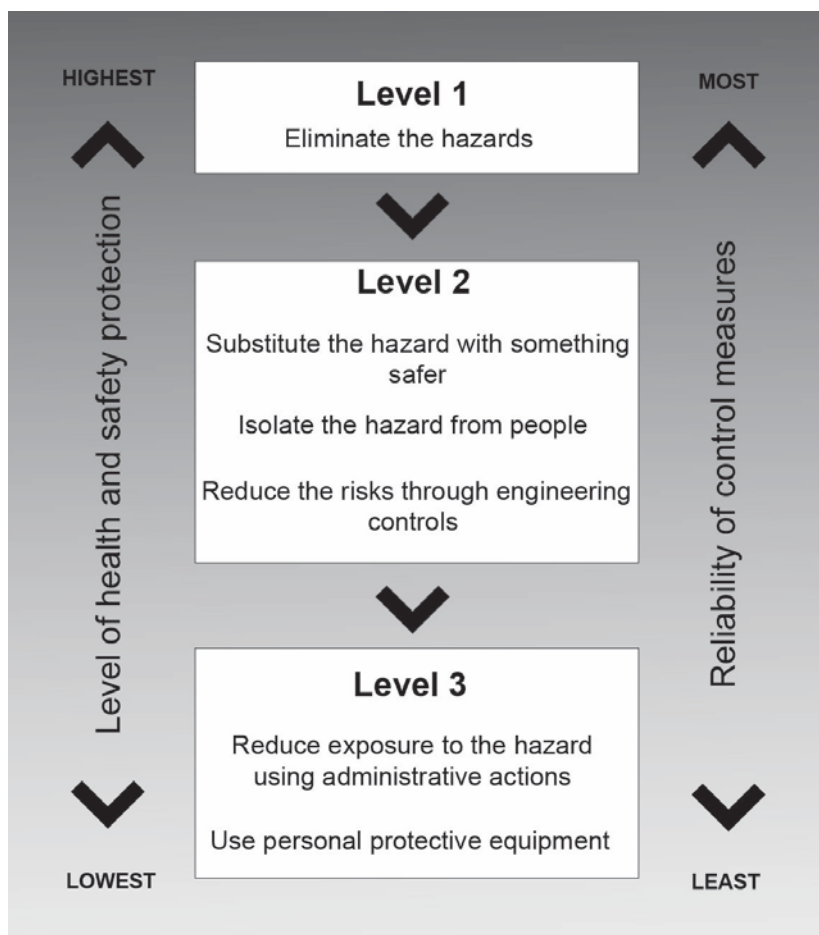 HIGHEST
Level 1
MOST
Eliminate the hazards
Level of health and safety protection
Reliability of control measures
Level 2
Substitute the hazard with something
safer
Isolate the hazard from people
Reduce the risks through engineering
controls
Level 3
Reduce exposure to the hazard
using administrative actions
Use personal protective equipment
LOWEST
LEAST